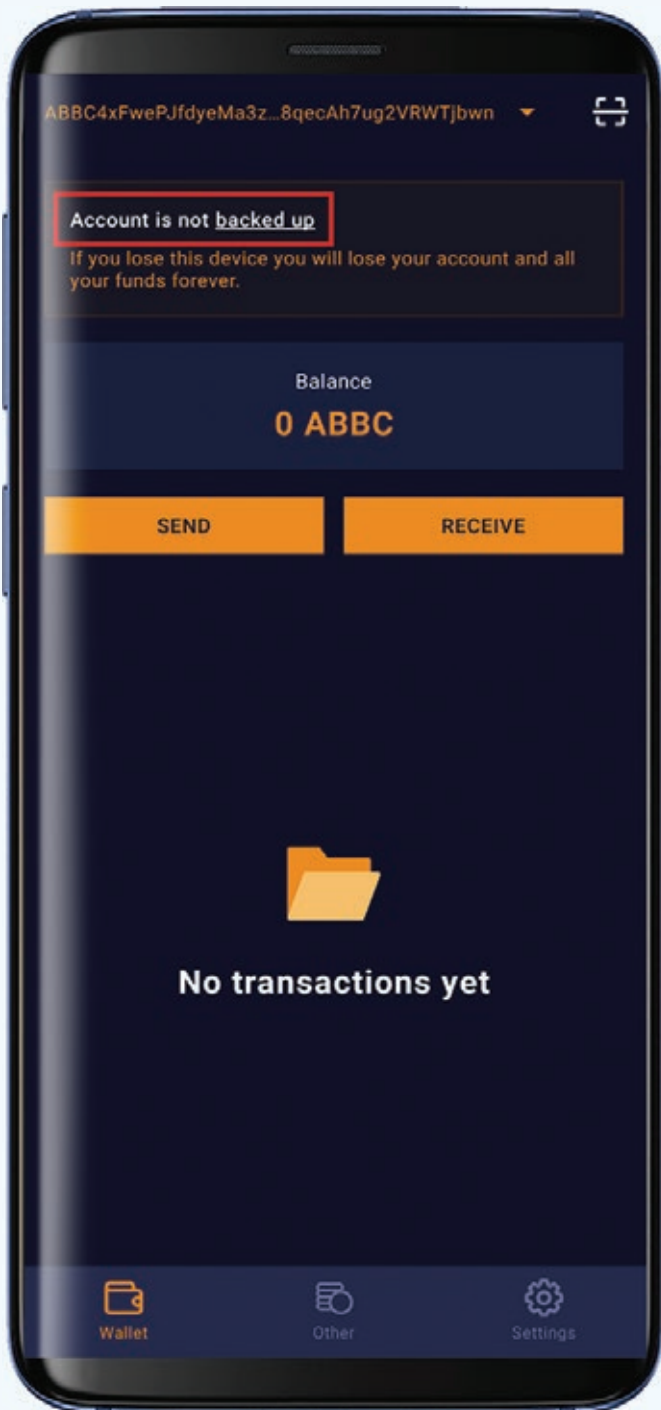 ABBC4xFwePJfdyeMa3z...8qecAh7ug2VRWTjbwn
Account is not backed up
If you lose this device you will lose your account and all
your funds forever.
Balance
0 ABBC
SEND
RECEIVE
No transactions yet
Wallet
Other
Settings